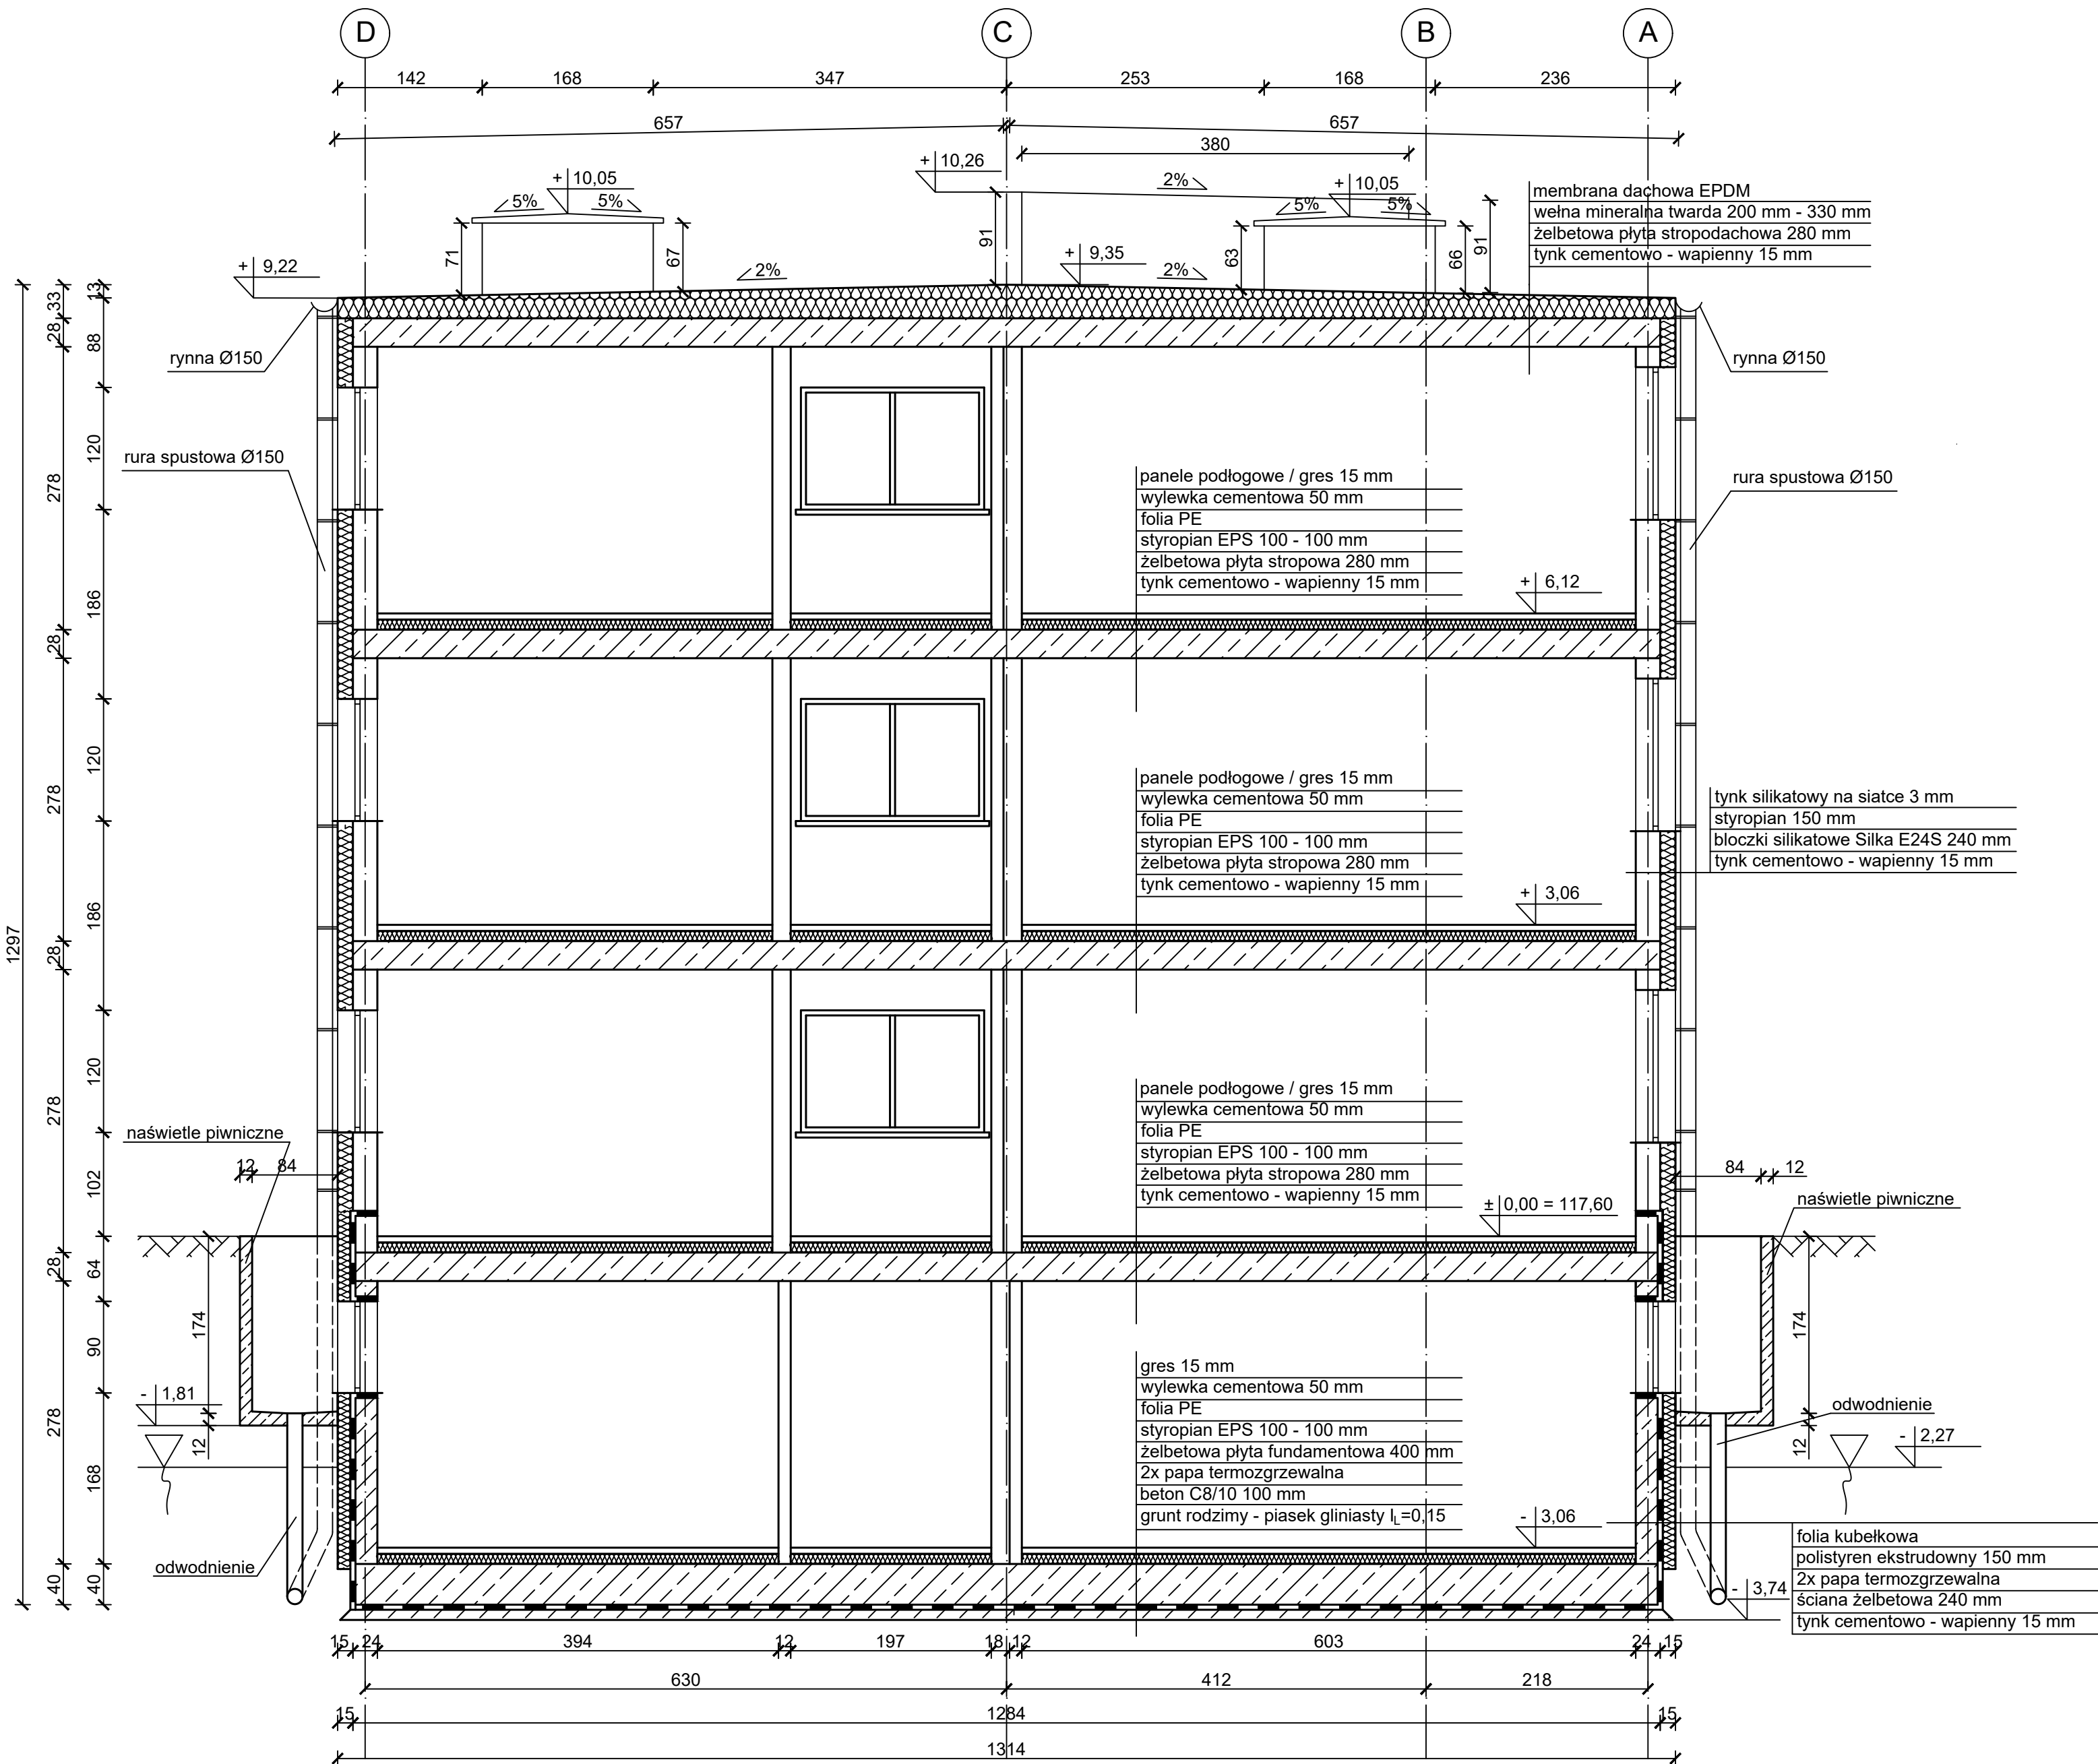 D
C
B
A
142
168
347
253
168
236
657
657
380
+ 10,26
2%
+ 10,05
+ 10,05
5%
5%
5%
5%
membrana dachowa EPDM
wełna mineralna twarda 200 mm - 330 mm
żelbetowa płyta stropodachowa 280 mm
tynk cementowo - wapienny 15 mm
71
67
91
63
66
91
+ 9,22
2%
+ 9,35
2%
13
33
28
88
rynna Ø150
rynna Ø150
120
278
rura spustowa Ø150
rura spustowa Ø150
panele podłogowe / gres 15 mm
wylewka cementowa 50 mm
folia PE
styropian EPS 100 - 100 mm
żelbetowa płyta stropowa 280 mm
tynk cementowo - wapienny 15 mm
+ 6,12
186
28
120
278
panele podłogowe / gres 15 mm
wylewka cementowa 50 mm
folia PE
styropian EPS 100 - 100 mm
żelbetowa płyta stropowa 280 mm
tynk cementowo - wapienny 15 mm
tynk silikatowy na siatce 3 mm
styropian 150 mm
bloczki silikatowe Silka E24S 240 mm
tynk cementowo - wapienny 15 mm
+ 3,06
186
28
1297
120
278
panele podłogowe / gres 15 mm
wylewka cementowa 50 mm
folia PE
styropian EPS 100 - 100 mm
żelbetowa płyta stropowa 280 mm
tynk cementowo - wapienny 15 mm
± 0,00 = 117,60
naświetle piwniczne
12
84
102
84
12
naświetle piwniczne
28
64
174
174
90
278
- 1,81
12
168
gres 15 mm
wylewka cementowa 50 mm
folia PE
styropian EPS 100 - 100 mm
żelbetowa płyta fundamentowa 400 mm
2x papa termozgrzewalna
beton C8/10 100 mm
grunt rodzimy - piasek gliniasty IL=0,15
- 3,06
odwodnienie
12
- 2,27
odwodnienie
40
40
folia kubełkowa
polistyren ekstrudowny 150 mm
2x papa termozgrzewalna
ściana żelbetowa 240 mm
tynk cementowo - wapienny 15 mm
- 3,74
15
24
394
12
197
18
12
603
24
15
630
412
218
15
1284
15
1314